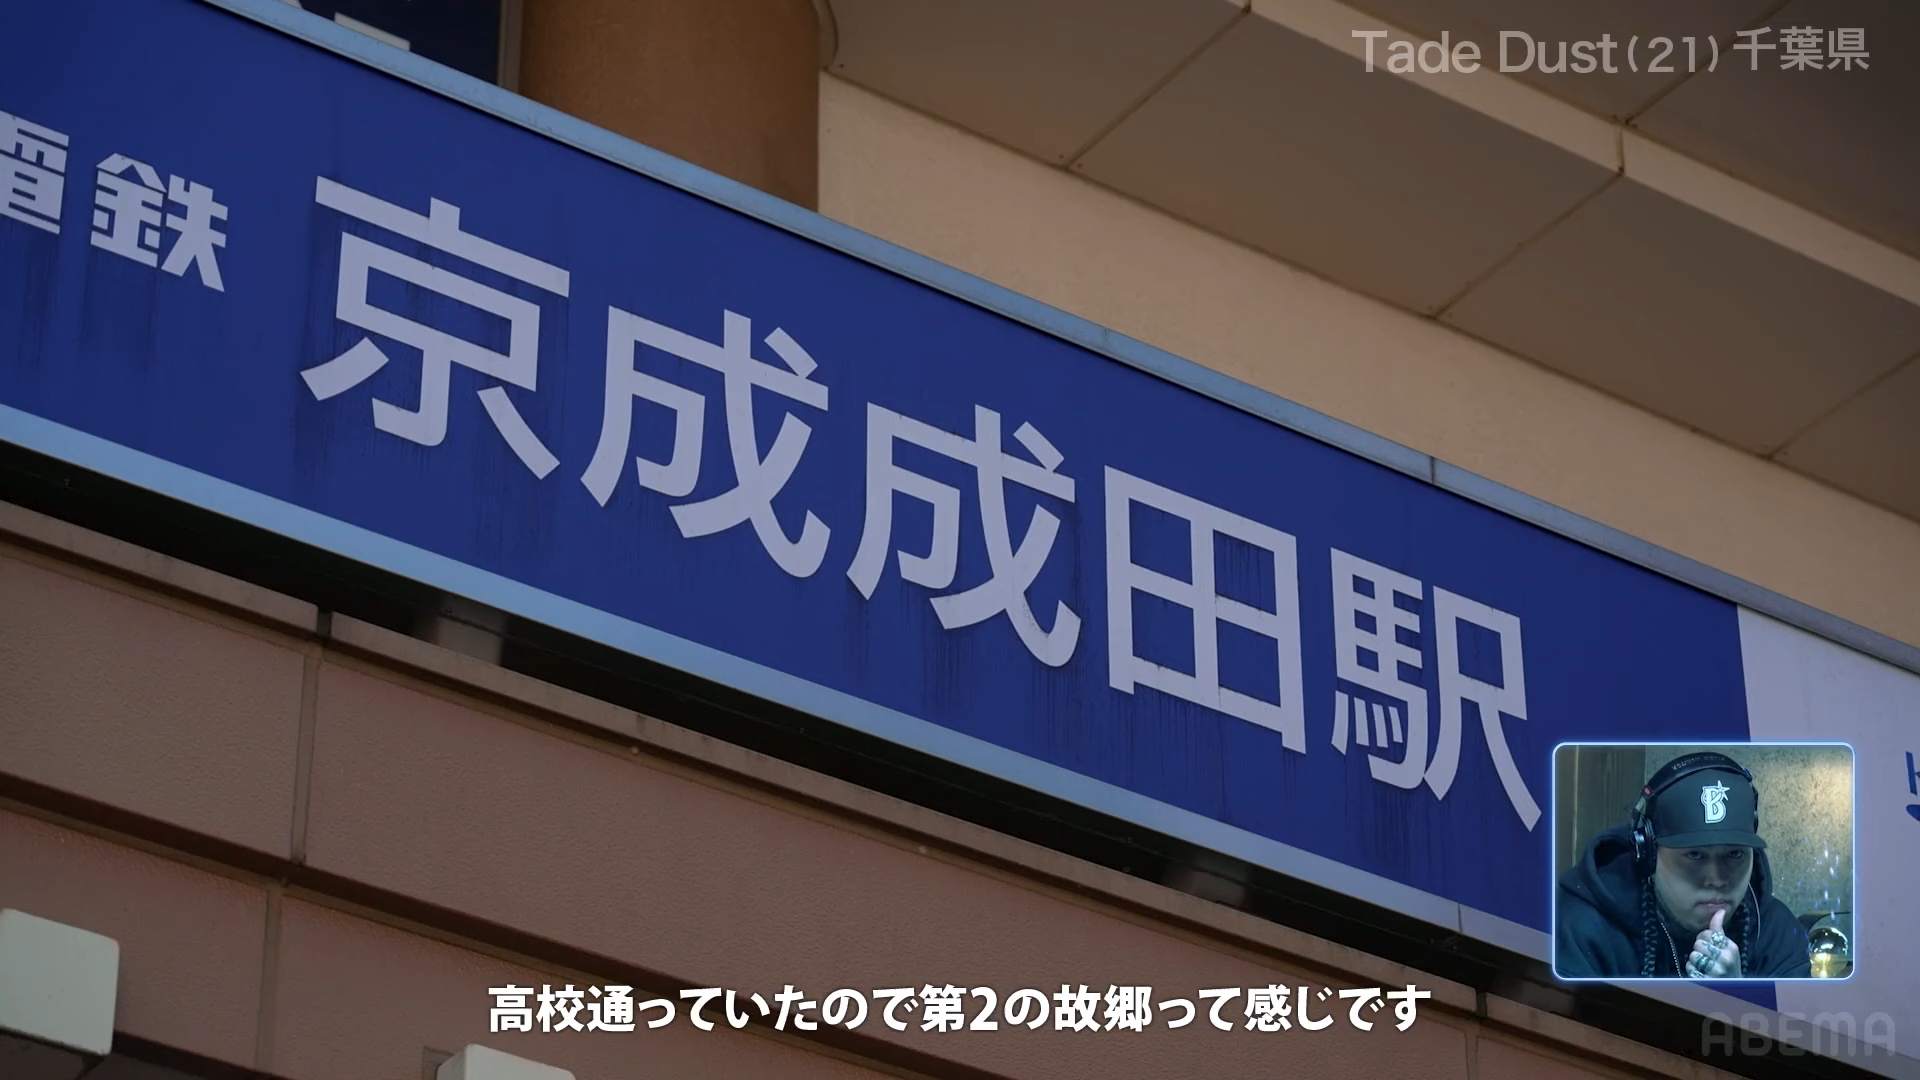 Tade Dust(21)千葉県
電鉄 京成成田駅
B
高校通っていたので第2の故郷って感じです
ABEMA